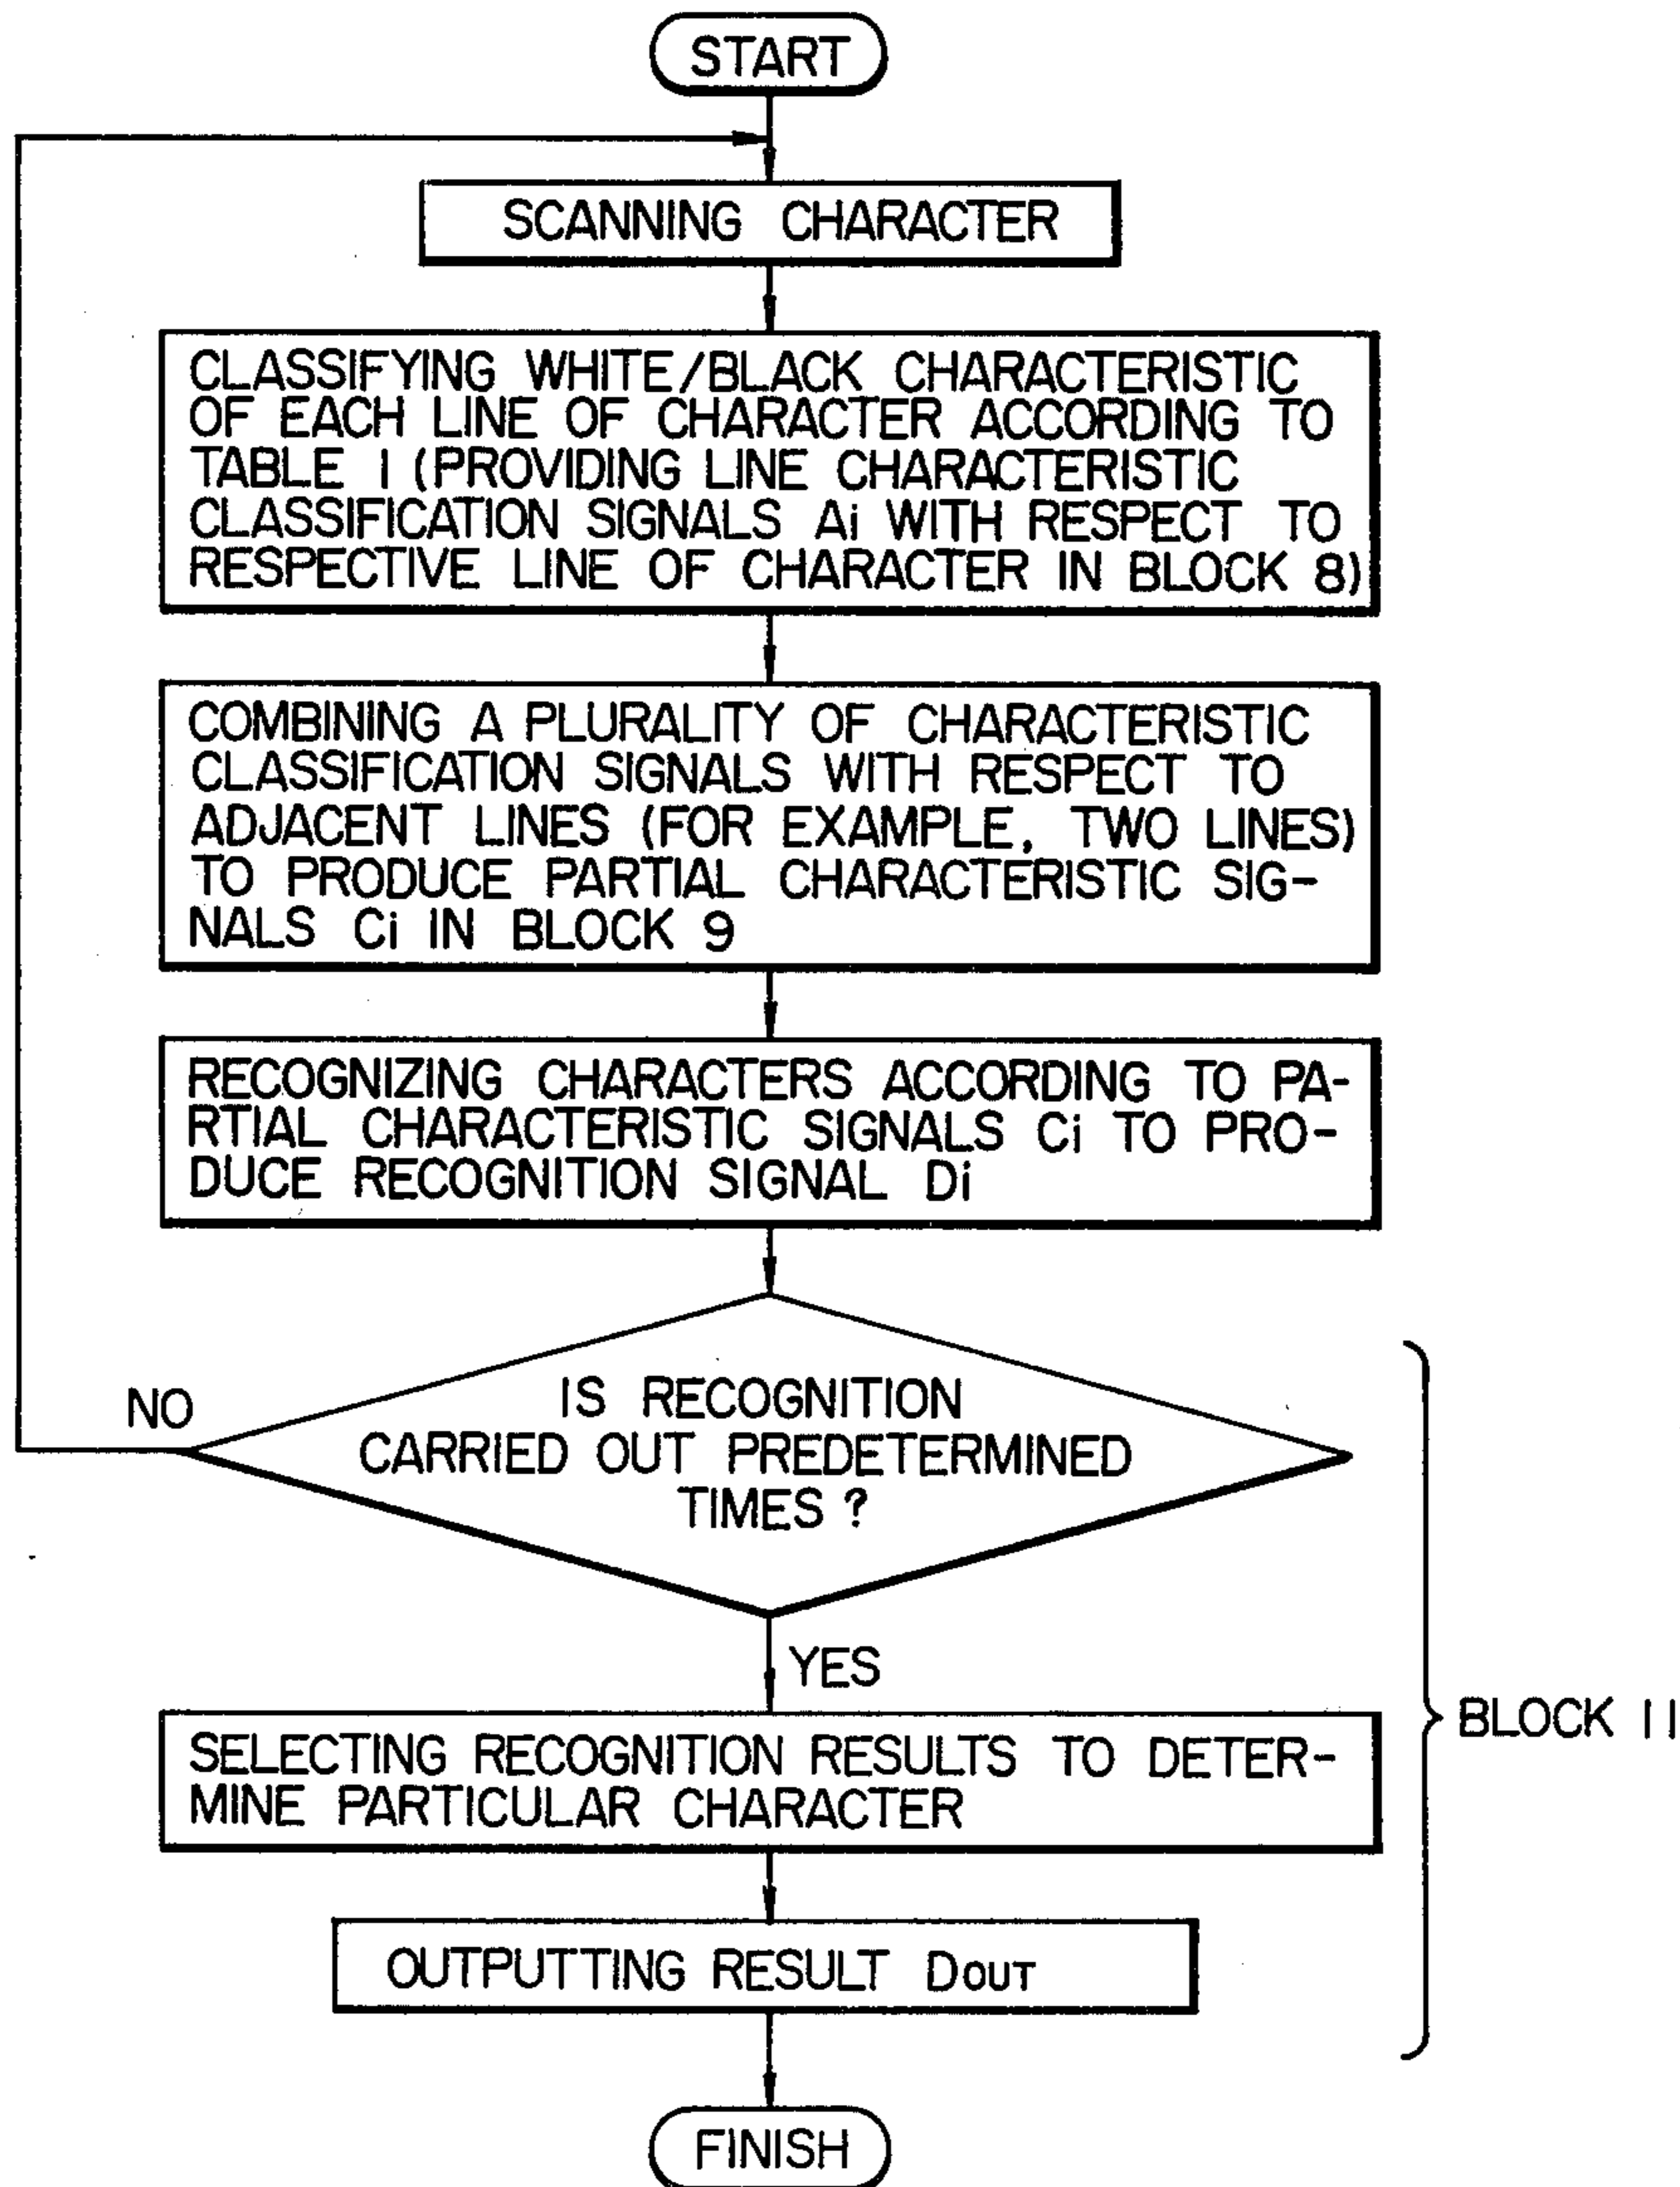 START
SCANNING CHARACTER
CLASSIFYING WHITE/BLACK CHARACTERISTIC
OF EACH LINE OF CHARACTER ACCORDING TO
TABLE 1 (PROVIDING LINE CHARACTERISTIC
CLASSIFICATION SIGNALS Ai WITH RESPECT TO
RESPECTIVE LINE OF CHARACTER IN BLOCK 8)
COMBINING A PLURALITY OF CHARACTERISTIC
CLASSIFICATION SIGNALS WITH RESPECT TO
ADJACENT LINES (FOR EXAMPLE, TWO LINES)
TO PRODUCE PARTIAL CHARACTERISTIC SIG-
NALS Ci IN BLOCK 9
RECOGNIZING CHARACTERS ACCORDING TO PA-
RTIAL CHARACTERISTIC SIGNALS Ci TO PRO-
DUCE RECOGNITION SIGNAL Di
NO
IS RECOGNITION
CARRIED OUT PREDETERMINED
TIMES ?
YES
SELECTING RECOGNITION RESULTS TO DETER-
MINE PARTICULAR CHARACTER
BLOCK 11
OUTPUTTING RESULT DOUT
FINISH